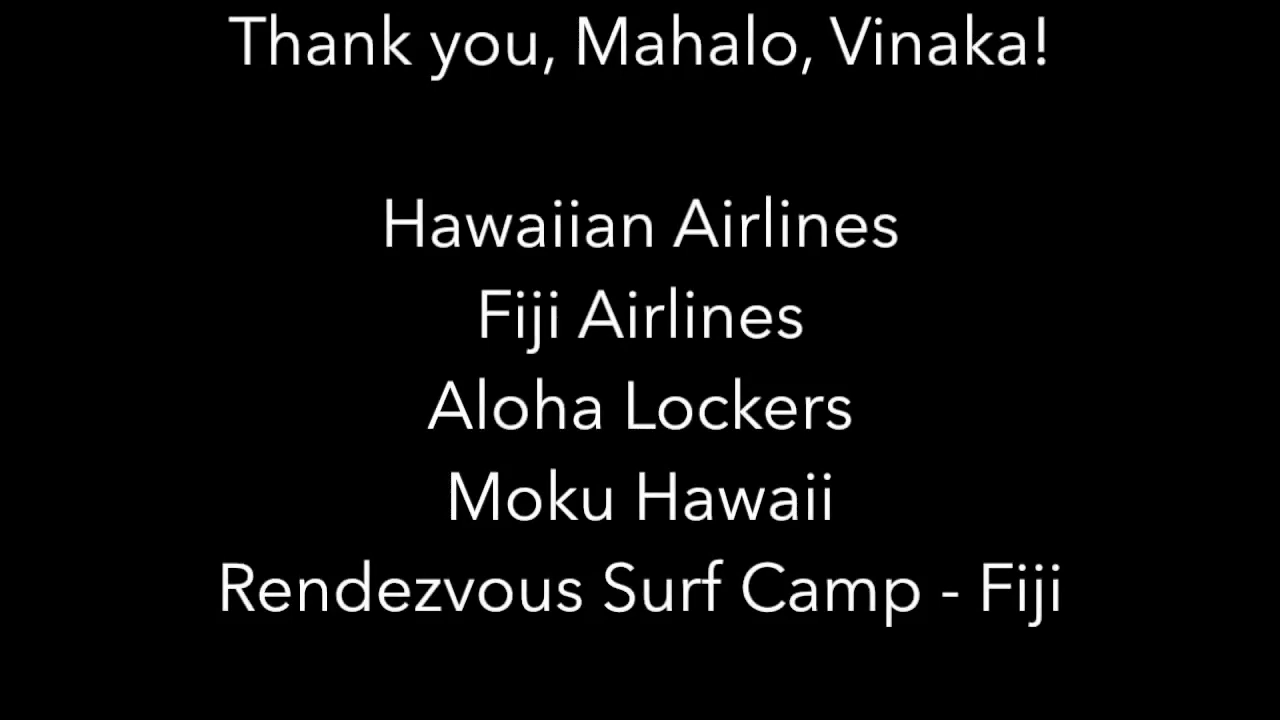 Thank you, Mahalo, Vinaka!
Hawaiian Airlines
Fiji Airlines
Aloha Lockers
Moku Hawaii
Rendezvous Surf Camp - Fiji